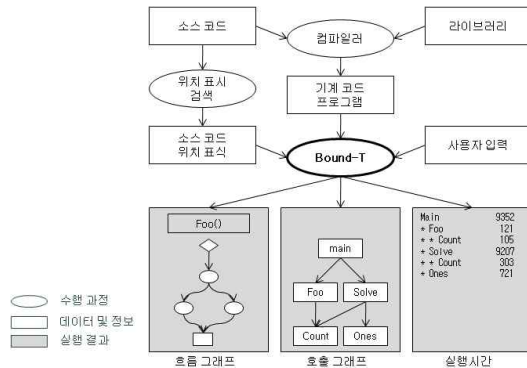 소스 코드
컴파일러
라이브러리
위치 표시
검색
기계 코드
프로그램
소스 코드
위치 표식
Bound-T
사용자 입력
Foo()
main
Foo
Solve
Count
Ones
Main 9352
* Foo 121
* * Count 105
* Solve 9207
* * Count 303
* Ones 721
수행 과정
데이터 및 정보
실행 결과
흐름 그래프
호출 그래프
실행시간